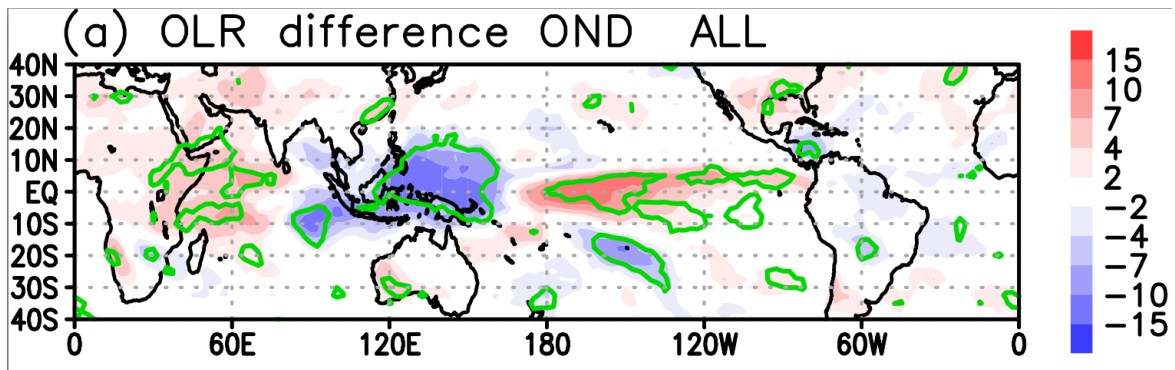 (a) OLR difference OND ALL
40N
30N
20N
10N
EQ
10S
20S
30S
40S
0 60E 120E 180 120W 60W 0
15
10
7
4
2
−2
−4
−7
−10
−15